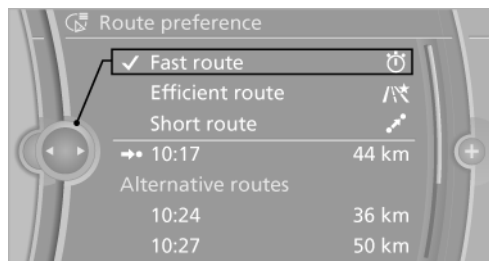 Route preference
Fast route
Efficient route
Short route
10:17 44 km
Alternative routes
10:24 36 km
10:27 50 km